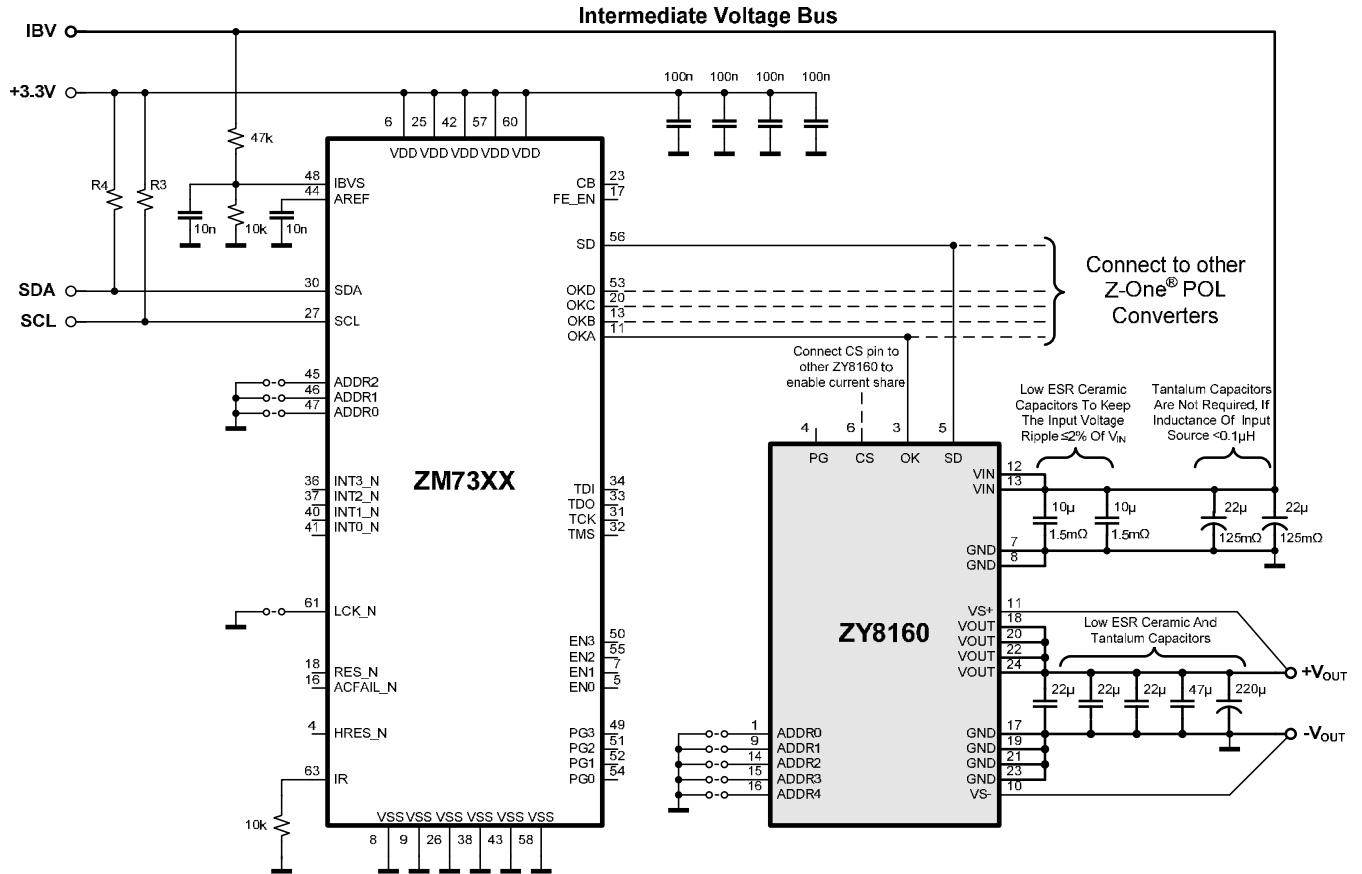 Intermediate Voltage Bus
IBV
+3.3V
100n 100n 100n 100n
6 25 42 57 60
VDD VDD VDD VDD VDD
47k
R4 R3
48 IBVS
44 AREF
10n 10k 10n
CB 23
FE_EN 17
SD 56
SDA 30 SDA
SCL 27 SCL
OKD 53
OKC 20
OKB 13
OKA 11
Connect to other
Z-One® POL
Converters
45 ADDR2
46 ADDR1
47 ADDR0
Connect CS pin to
other ZY8160 to
enable current share
Low ESR Ceramic
Capacitors To Keep
The Input Voltage
Ripple ≤2% Of VIN
Tantalum Capacitors
Are Not Required, If
Inductance Of Input
Source <0.1µH
4 6 3 5
PG CS OK SD
ZM73XX
36 INT3_N
37 INT2_N
40 INT1_N
41 INT0_N
TDI 34
TDO 33
TCK 31
TMS 32
VIN 12
VIN 13
10µ 10µ 22µ 22µ
1.5mΩ 1.5mΩ 125mΩ 125mΩ
GND 7
GND 8
61 LCK_N
18 RES_N
16 ACFAIL_N
4 HRES_N
63 IR
10k
EN3 50
EN2 55
EN1 7
EN0 5
PG3 49
PG2 51
PG1 52
PG0 54
VSS VSS VSS VSS VSS VSS
8 9 26 38 43 58
ZY8160
VS+ 11
VOUT 18
VOUT 20
VOUT 22
VOUT 24
Low ESR Ceramic And
Tantalum Capacitors
+VOUT
22µ 22µ 22µ 47µ 220µ
-VOUT
1 ADDR0
9 ADDR1
14 ADDR2
15 ADDR3
16 ADDR4
GND 17
GND 19
GND 21
GND 23
VS- 10